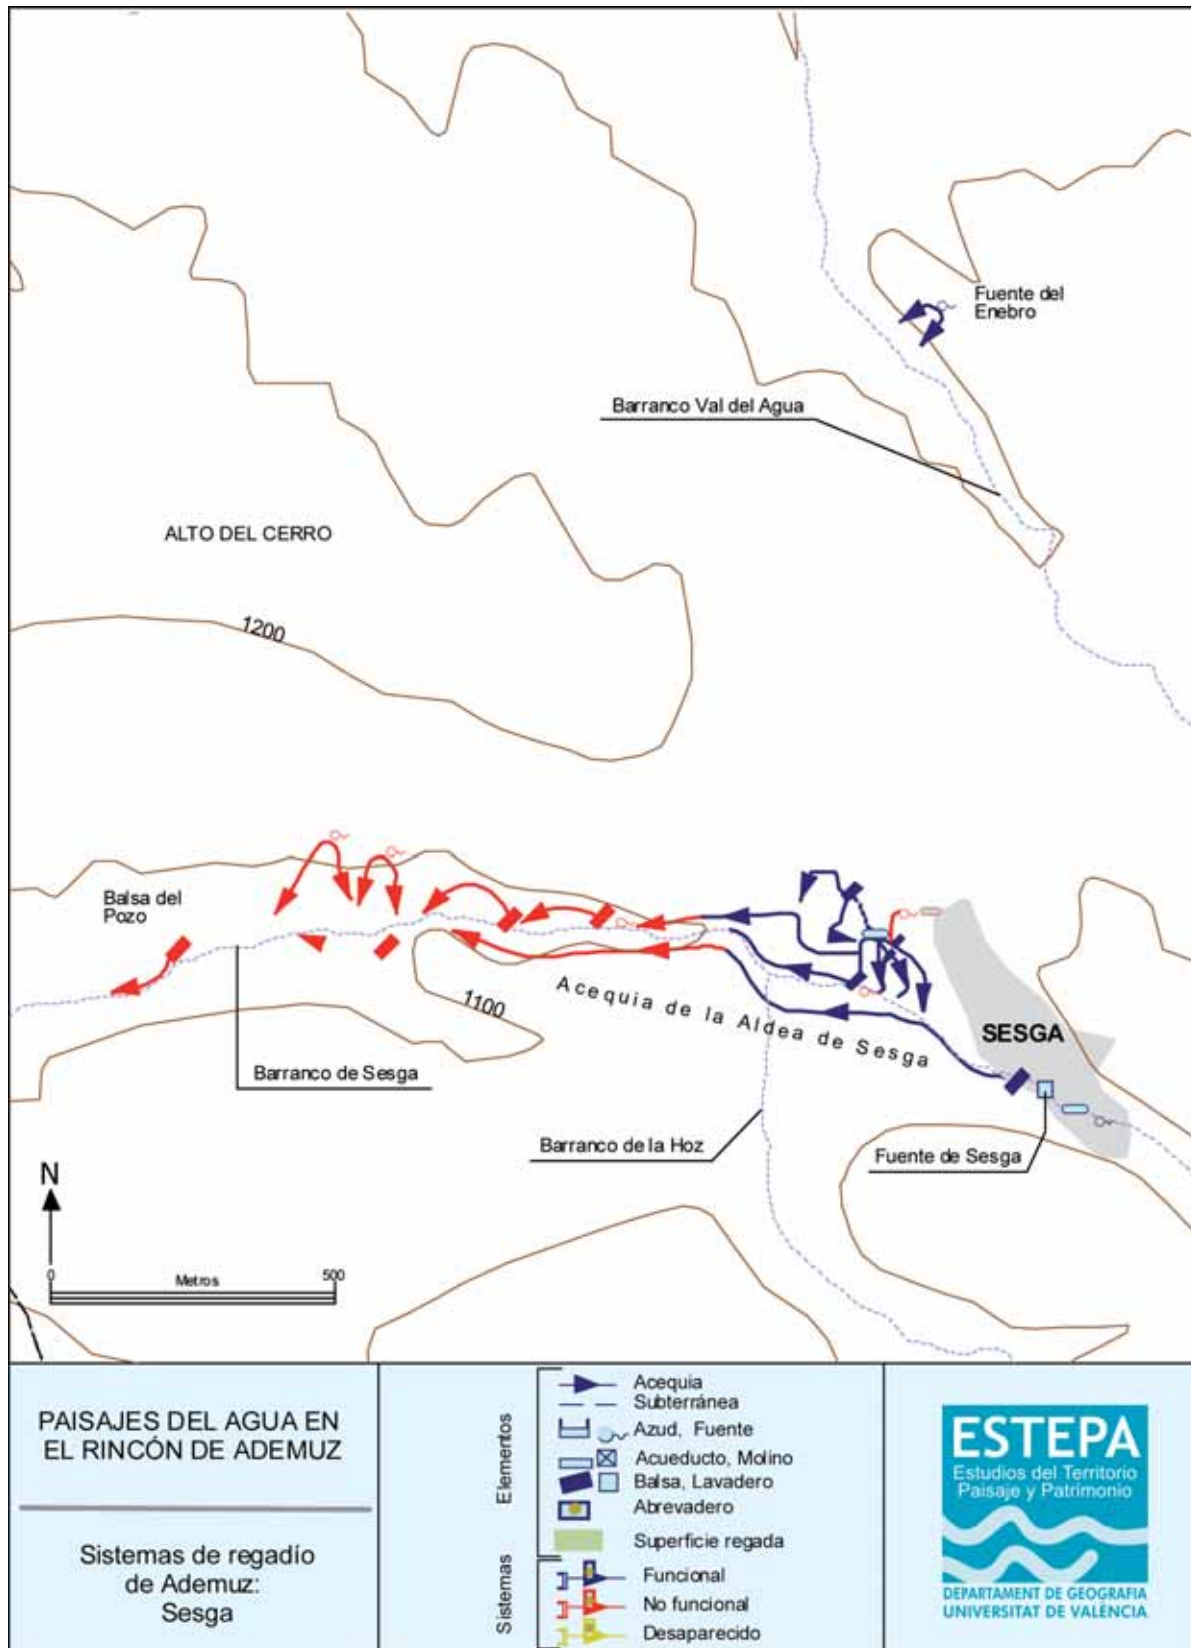 Fuente del
Enebro
Barranco Val del Agua
ALTO DEL CERRO
1200
Balsa del
Pozo
1100
Acequia de la Aldea de Sesga
SESGA
Barranco de Sesga
Barranco de la Hoz
Fuente de Sesga
N
0 500
Metros
PAISAJES DEL AGUA EN
EL RINCÓN DE ADEMUZ
Sistemas de regadío
de Ademuz:
Sesga
Elementos
Acequia
Subterránea
Azud, Fuente
Acueducto, Molino
Balsa, Lavadero
Abrevadero
Superficie regada
Sistemas
Funcional
No funcional
Desaparecido
ESTEPA
Estudios del Territorio
Paisaje y Patrimonio
DEPARTAMENT DE GEOGRAFIA
UNIVERSITAT DE VALÈNCIA